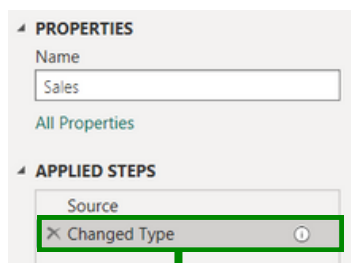 PROPERTIES
Name
Sales
All Properties
APPLIED STEPS
Source
Changed Type